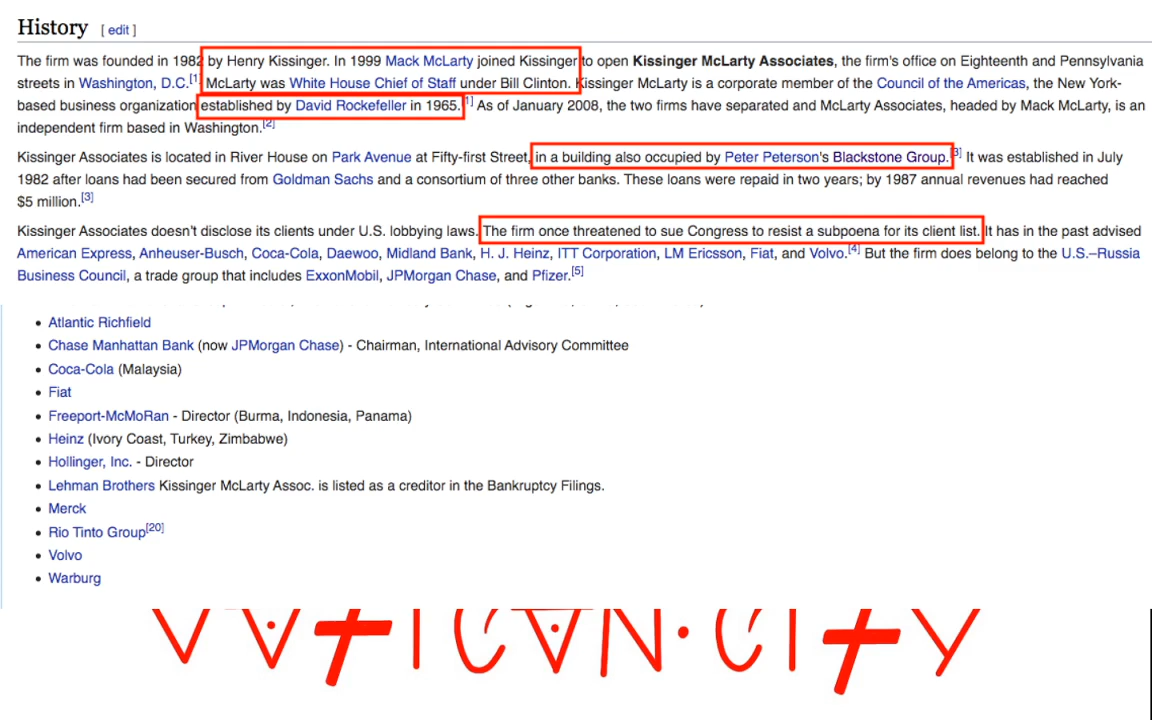 History [ edit ]
The firm was founded in 1982 by Henry Kissinger. In 1999 Mack McLarty joined Kissinger to open Kissinger McLarty Associates, the firm's office on Eighteenth and Pennsylvania
streets in Washington, D.C.[1] McLarty was White House Chief of Staff under Bill Clinton. Kissinger McLarty is a corporate member of the Council of the Americas, the New York-
based business organization established by David Rockefeller in 1965.[1] As of January 2008, the two firms have separated and McLarty Associates, headed by Mack McLarty, is an
independent firm based in Washington.[2]
Kissinger Associates is located in River House on Park Avenue at Fifty-first Street, in a building also occupied by Peter Peterson's Blackstone Group.[3] It was established in July
1982 after loans had been secured from Goldman Sachs and a consortium of three other banks. These loans were repaid in two years; by 1987 annual revenues had reached
$5 million.[3]
Kissinger Associates doesn't disclose its clients under U.S. lobbying laws. The firm once threatened to sue Congress to resist a subpoena for its client list. It has in the past advised
American Express, Anheuser-Busch, Coca-Cola, Daewoo, Midland Bank, H. J. Heinz, ITT Corporation, LM Ericsson, Fiat, and Volvo.[4] But the firm does belong to the U.S.–Russia
Business Council, a trade group that includes ExxonMobil, JPMorgan Chase, and Pfizer.[5]
• Atlantic Richfield
• Chase Manhattan Bank (now JPMorgan Chase) - Chairman, International Advisory Committee
• Coca-Cola (Malaysia)
• Fiat
• Freeport-McMoRan - Director (Burma, Indonesia, Panama)
• Heinz (Ivory Coast, Turkey, Zimbabwe)
• Hollinger, Inc. - Director
• Lehman Brothers Kissinger McLarty Assoc. is listed as a creditor in the Bankruptcy Filings.
• Merck
• Rio Tinto Group[20]
• Volvo
• Warburg
VATICAN·CITY